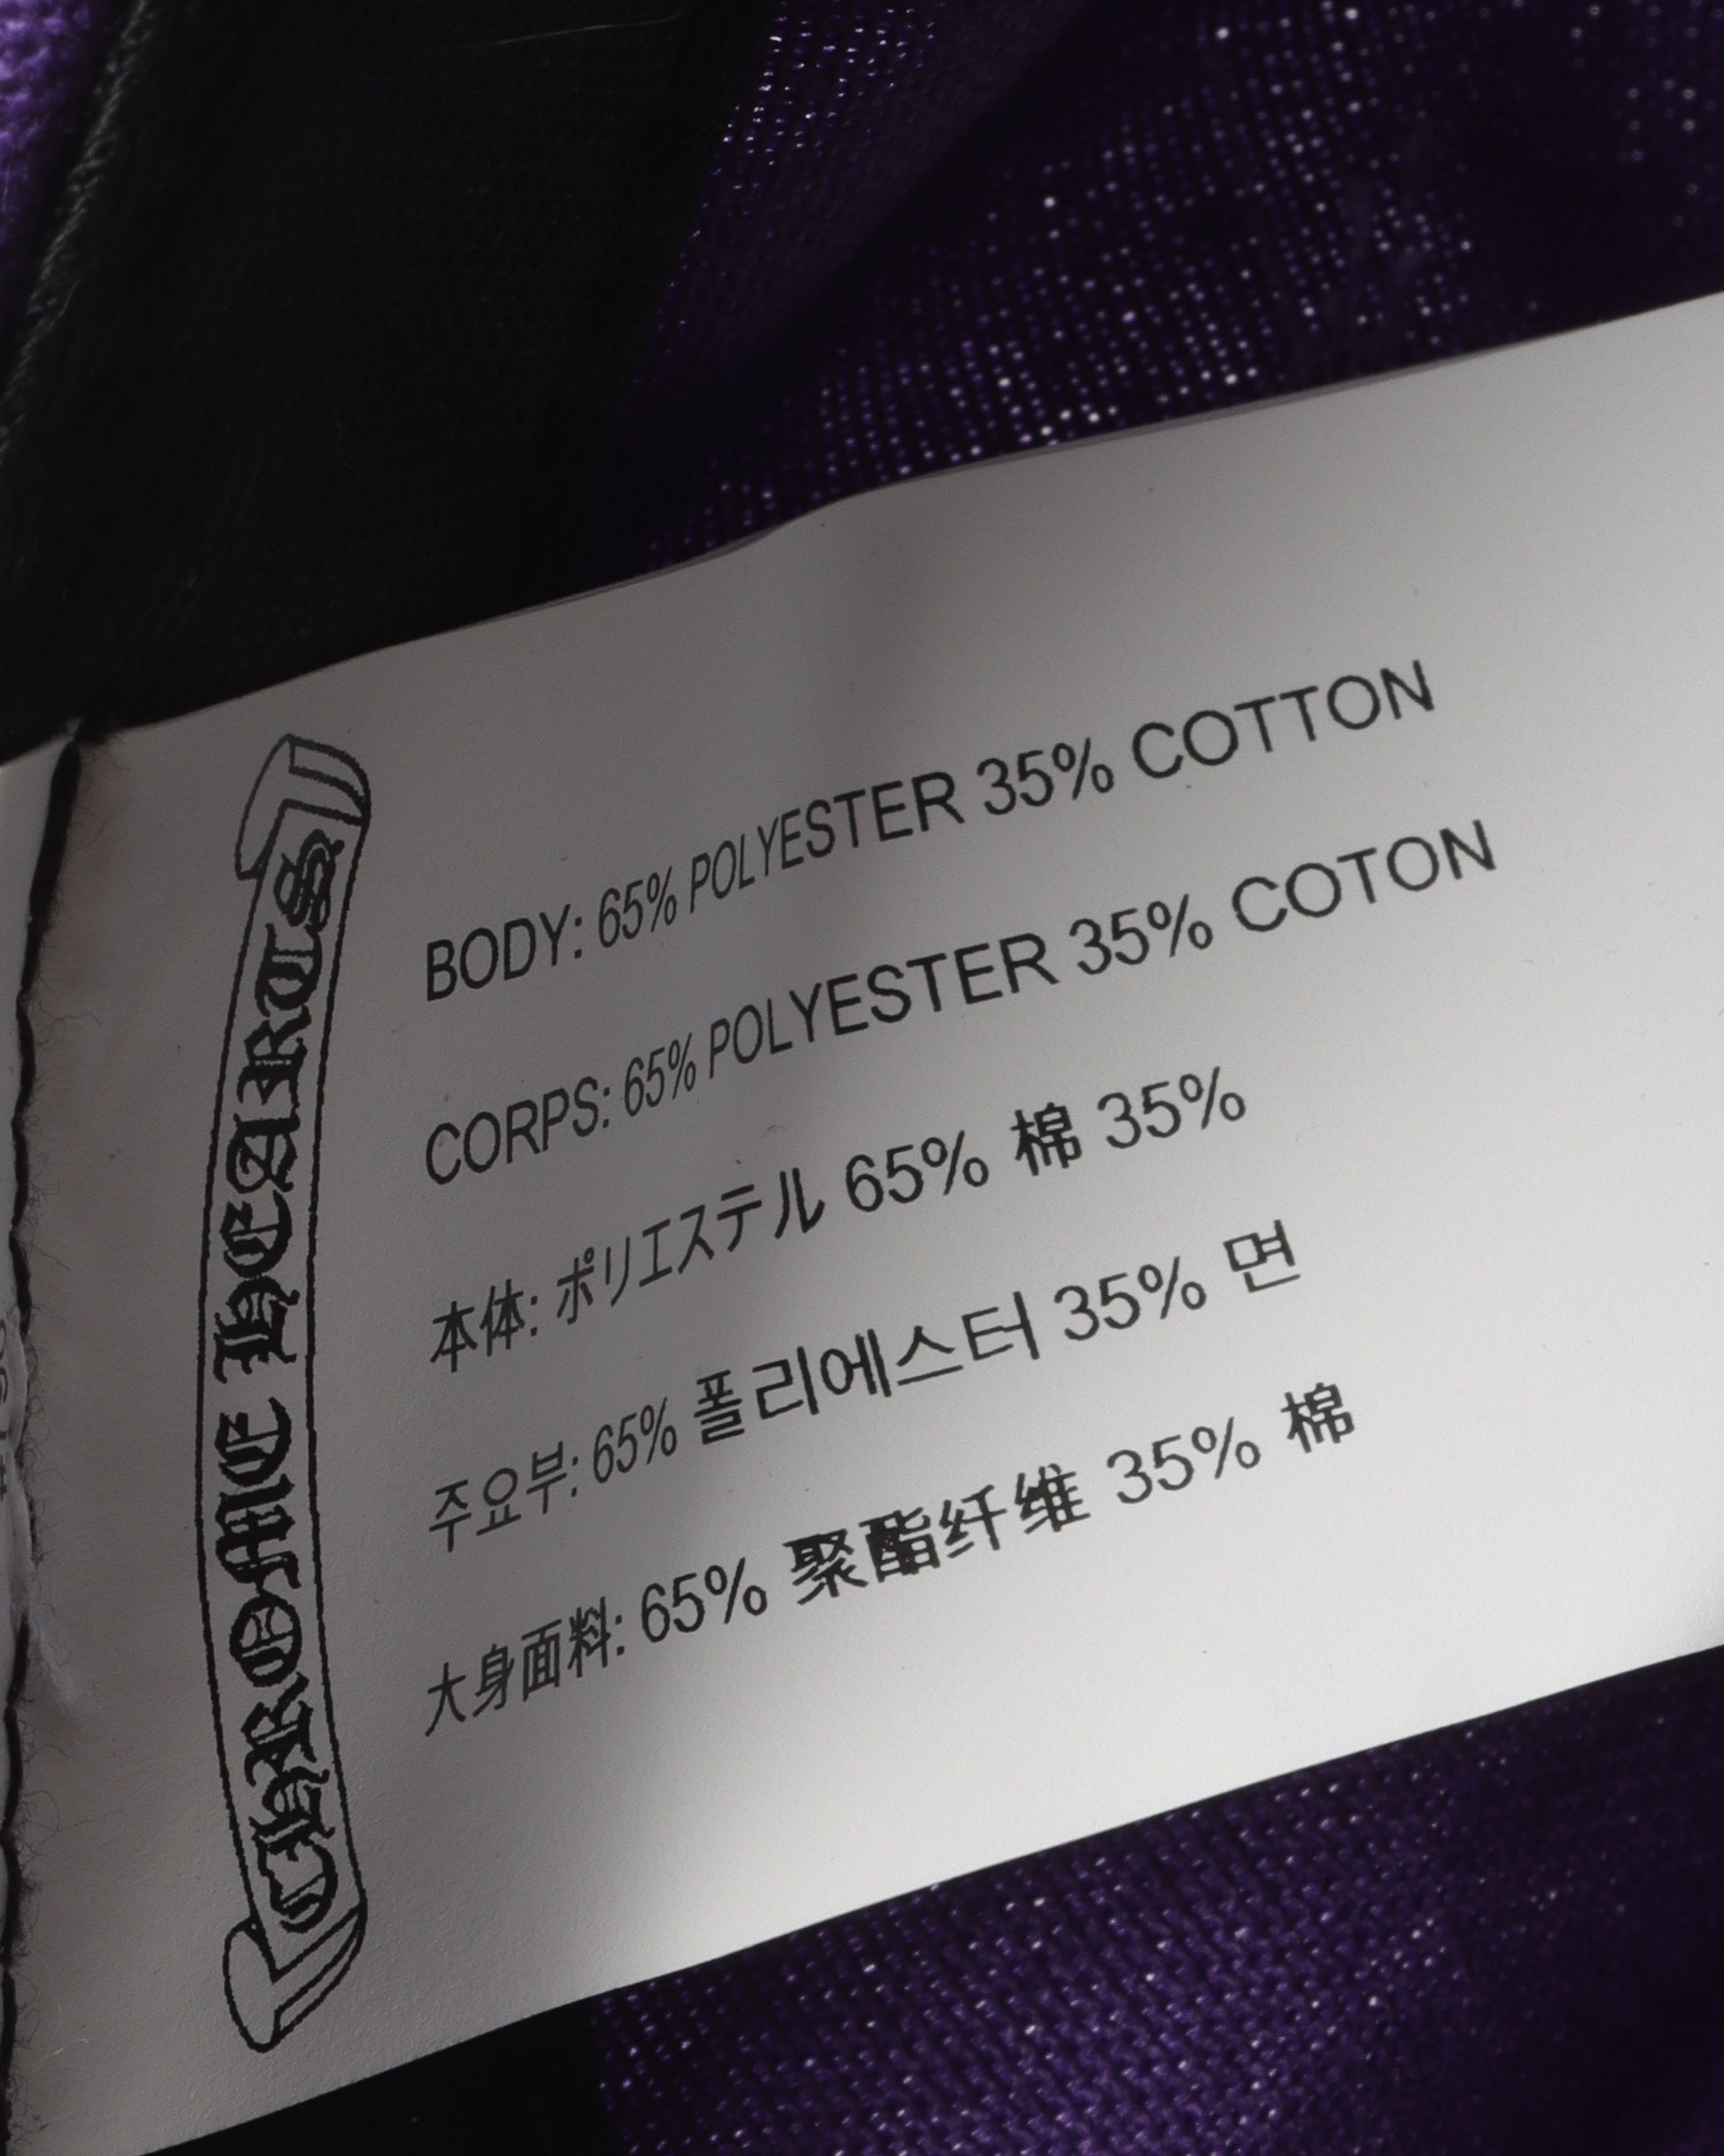 CHROME HEARTS
BODY: 65% POLYESTER 35% COTTON
CORPS: 65% POLYESTER 35% COTON
本体: ポリエステル 65% 棉 35%
주요부: 65% 폴리에스터 35% 면
大身面料: 65% 聚酯纤维 35% 棉